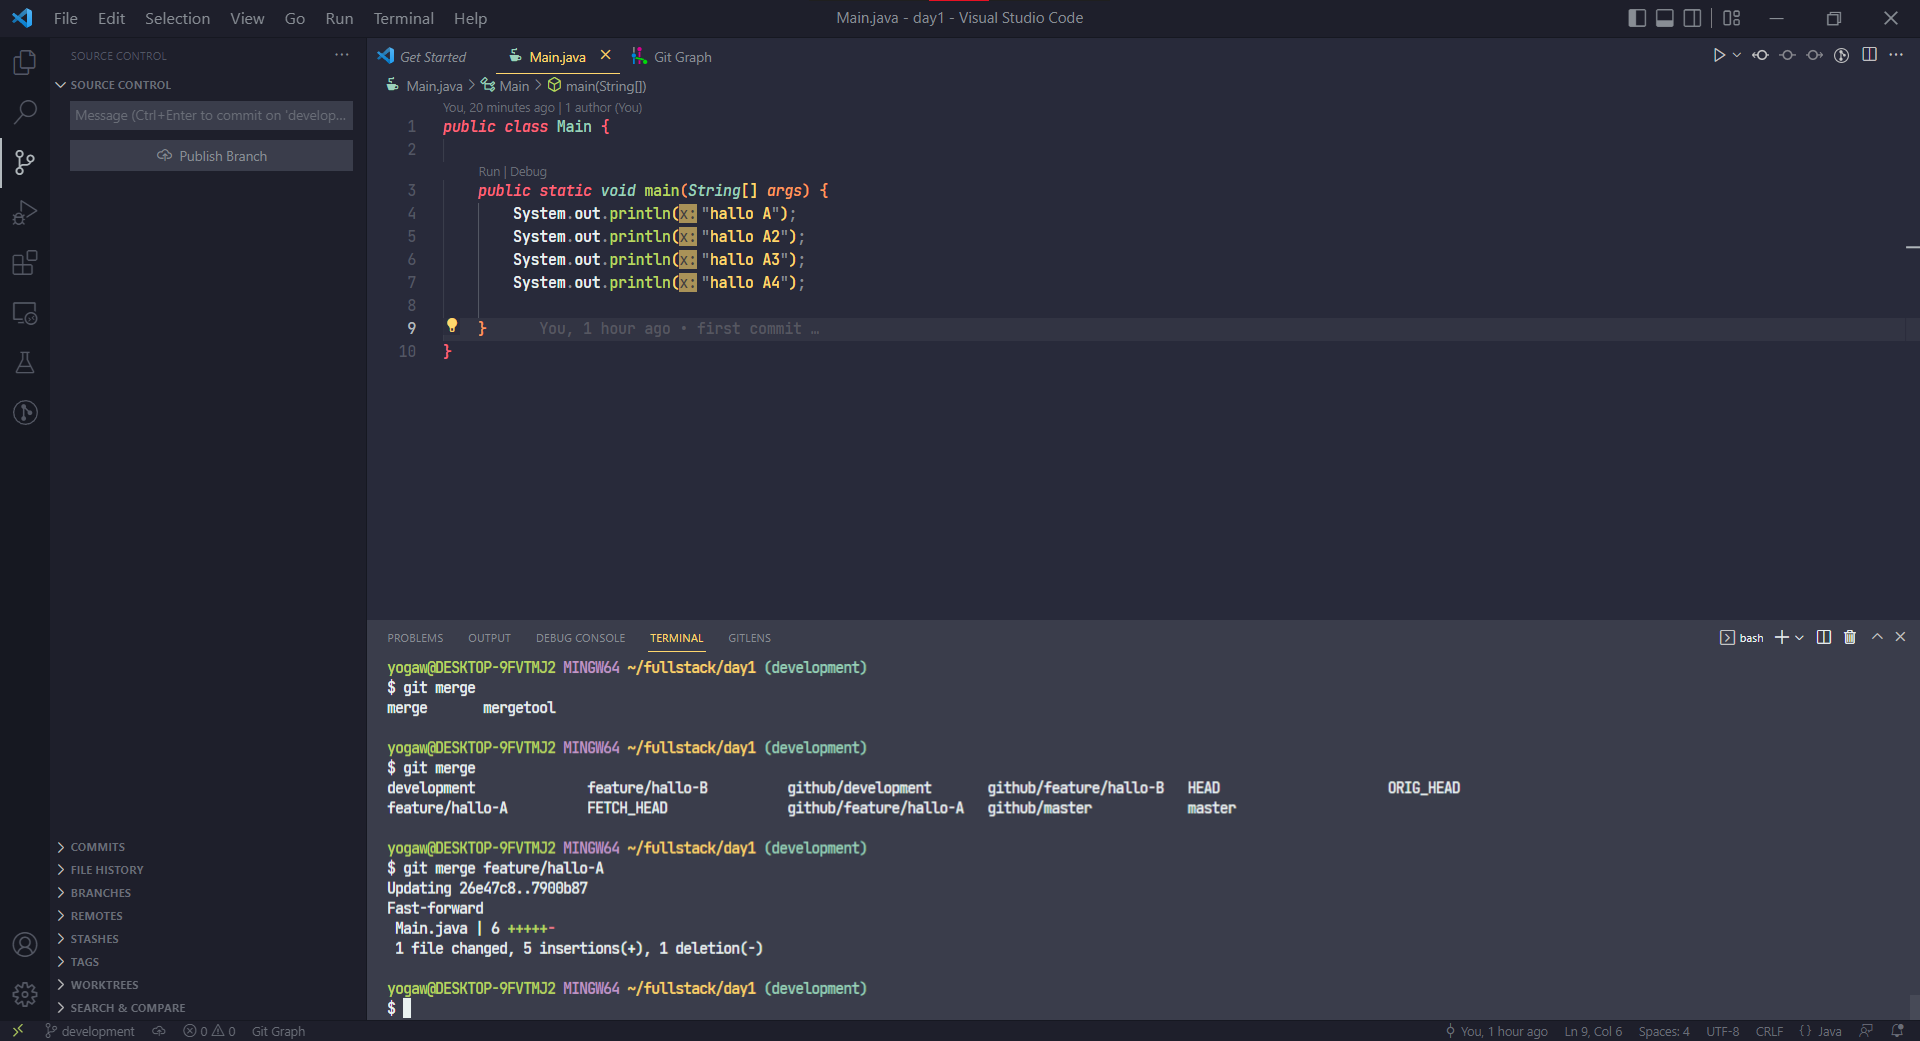 File Edit Selection View Go Run Terminal Help
Main.java - day1 - Visual Studio Code
SOURCE CONTROL
SOURCE CONTROL
Message (Ctrl+Enter to commit on 'develop...
Publish Branch
COMMITS
FILE HISTORY
BRANCHES
REMOTES
STASHES
TAGS
WORKTREES
SEARCH & COMPARE
Get Started Main.java Git Graph
Main.java > Main > main(String[])
You, 20 minutes ago | 1 author (You)
1 public class Main {
2
Run | Debug
3 public static void main(String[] args) {
4 System.out.println(x: "hallo A");
5 System.out.println(x: "hallo A2");
6 System.out.println(x: "hallo A3");
7 System.out.println(x: "hallo A4");
8
9 } You, 1 hour ago • first commit …
10 }
PROBLEMS OUTPUT DEBUG CONSOLE TERMINAL GITLENS
bash
yogaw@DESKTOP-9FVTMJ2 MINGW64 ~/fullstack/day1 (development)
$ git merge
merge mergetool
yogaw@DESKTOP-9FVTMJ2 MINGW64 ~/fullstack/day1 (development)
$ git merge
development feature/hallo-B github/development github/feature/hallo-B HEAD ORIG_HEAD
feature/hallo-A FETCH_HEAD github/feature/hallo-A github/master master
yogaw@DESKTOP-9FVTMJ2 MINGW64 ~/fullstack/day1 (development)
$ git merge feature/hallo-A
Updating 26e47c8..7900b87
Fast-forward
Main.java | 6 +++++-
1 file changed, 5 insertions(+), 1 deletion(-)
yogaw@DESKTOP-9FVTMJ2 MINGW64 ~/fullstack/day1 (development)
$
development 0 0 Git Graph You, 1 hour ago Ln 9, Col 6 Spaces: 4 UTF-8 CRLF {} Java